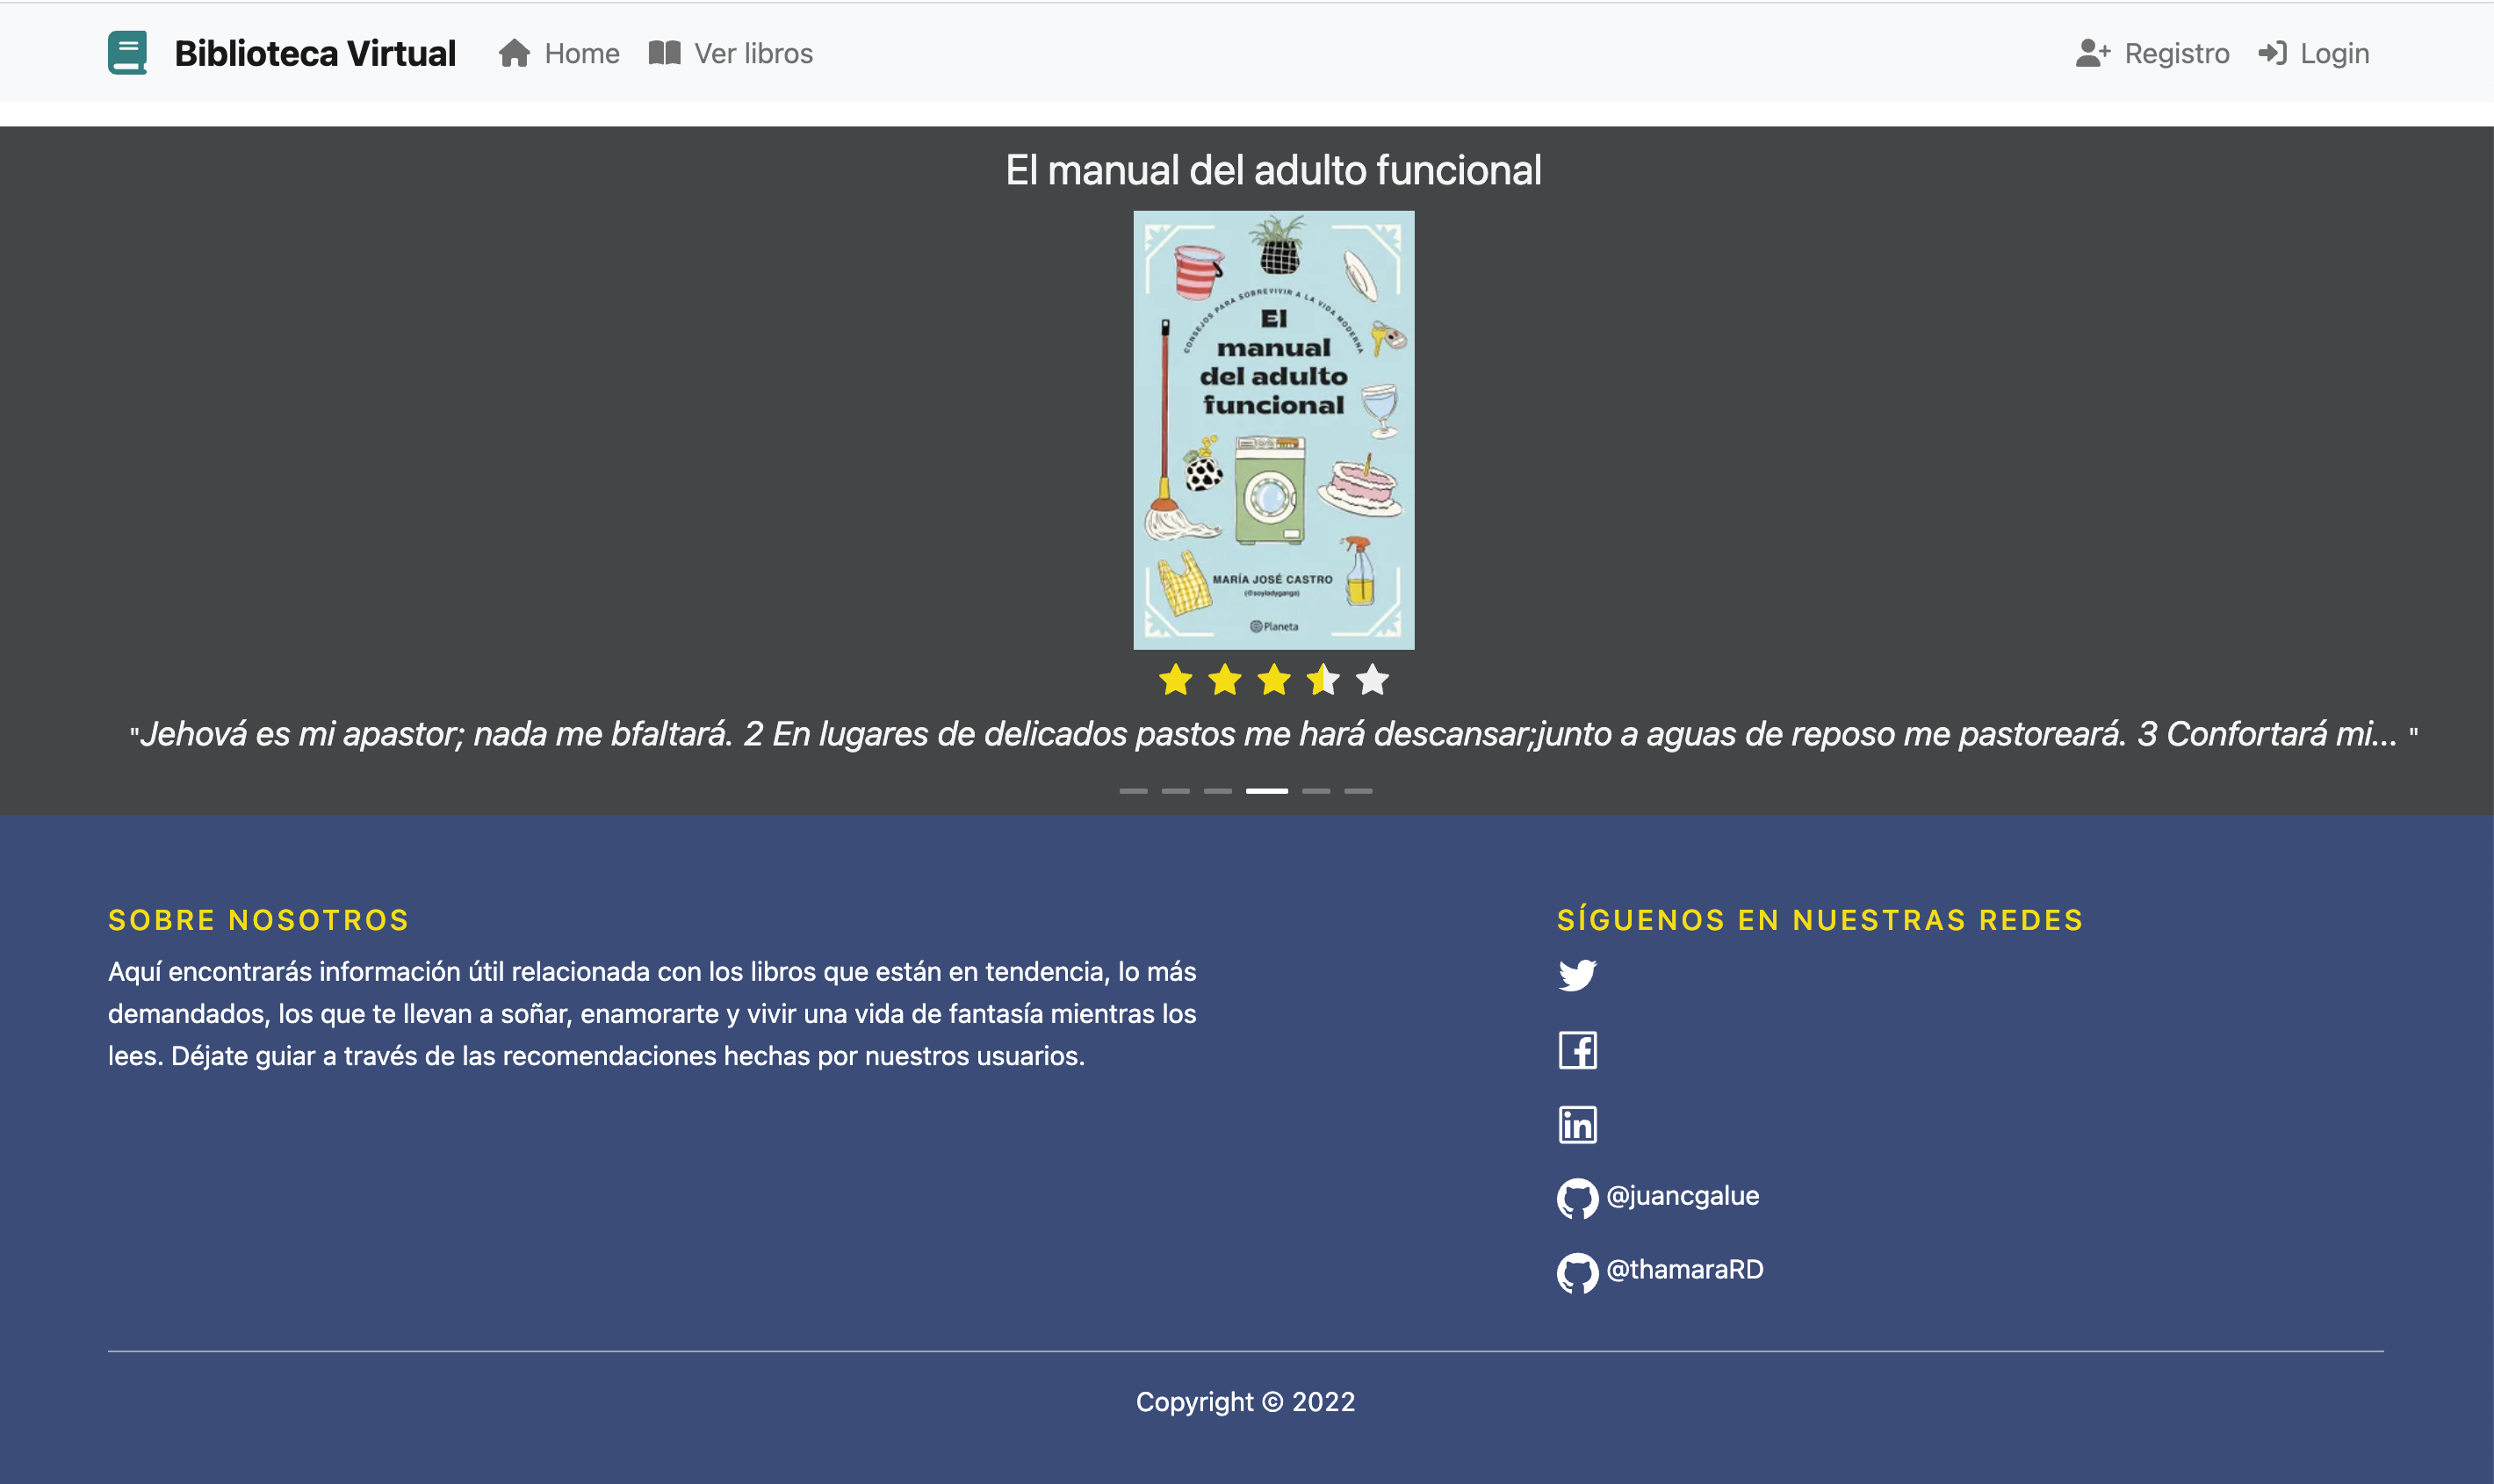 Biblioteca Virtual Home Ver libros Registro Login
El manual del adulto funcional
CONSEJOS PARA SOBREVIVIR A LA VIDA MODERNA
El
manual
del adulto
funcional
MARÍA JOSÉ CASTRO
(@soyladyganga)
Planeta
"Jehová es mi apastor; nada me bfaltará. 2 En lugares de delicados pastos me hará descansar;junto a aguas de reposo me pastoreará. 3 Confortará mi... "
SOBRE NOSOTROS
Aquí encontrarás información útil relacionada con los libros que están en tendencia, lo más
demandados, los que te llevan a soñar, enamorarte y vivir una vida de fantasía mientras los
lees. Déjate guiar a través de las recomendaciones hechas por nuestros usuarios.
SÍGUENOS EN NUESTRAS REDES
@juancgalue
@thamaraRD
Copyright © 2022